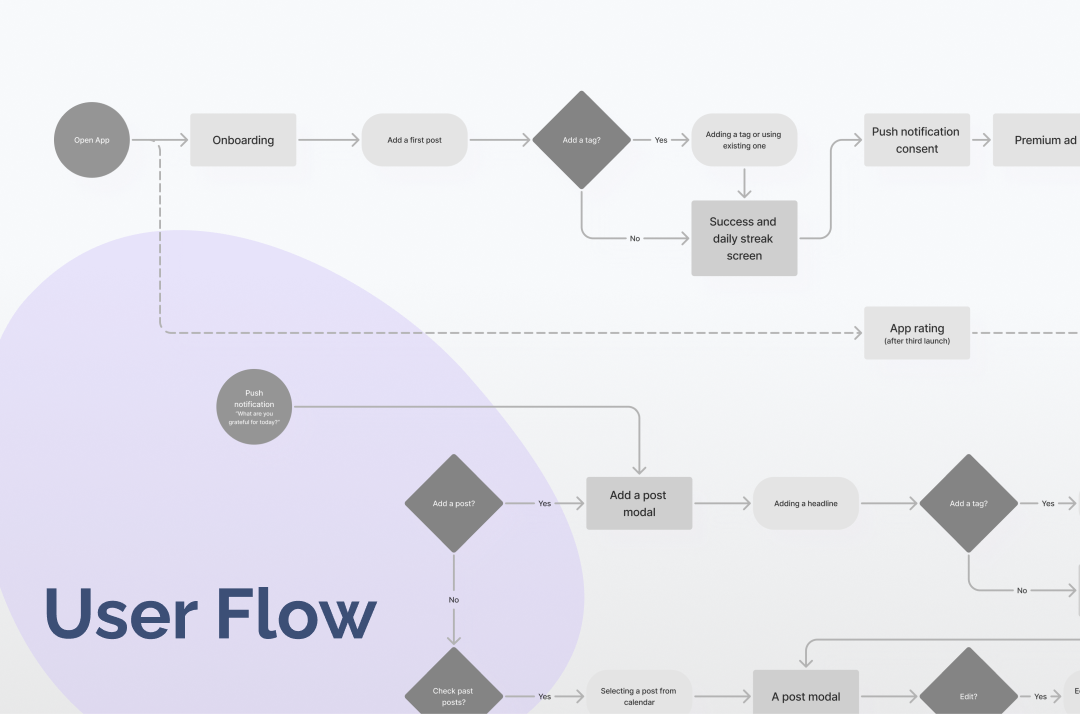 Open App
Onboarding
Add a first post
Add a tag?
Yes
Adding a tag or using
existing one
Push notification
consent
Premium ad
No
Success and
daily streak
screen
App rating
(after third launch)
Push
notification
"What are you
grateful for today?"
Add a post?
Yes
Add a post
modal
Adding a headline
Add a tag?
Yes
No
No
User Flow
Check past
posts?
Yes
Selecting a post from
calendar
A post modal
Edit?
Yes